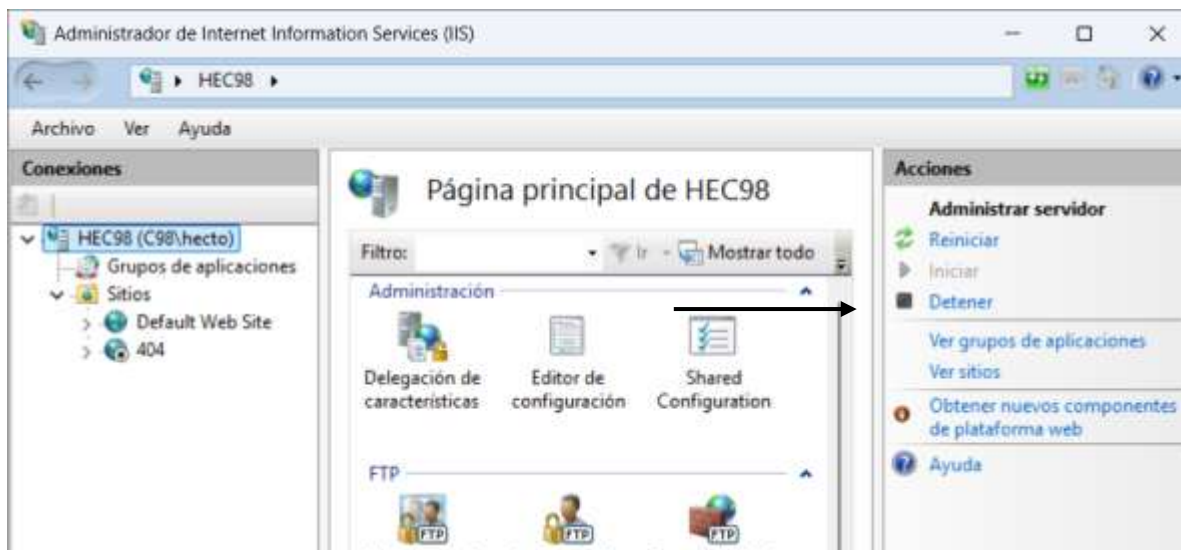 Administrador de Internet Information Services (IIS)
HEC98
Archivo Ver Ayuda
Conexiones
HEC98 (C98\hecto)
Grupos de aplicaciones
Sitios
Default Web Site
404
Página principal de HEC98
Filtro: Ir Mostrar todo
Administración
Delegación de
características
Editor de
configuración
Shared
Configuration
FTP
FTP
FTP
FTP
Acciones
Administrar servidor
Reiniciar
Iniciar
Detener
Ver grupos de aplicaciones
Ver sitios
Obtener nuevos componentes
de plataforma web
Ayuda